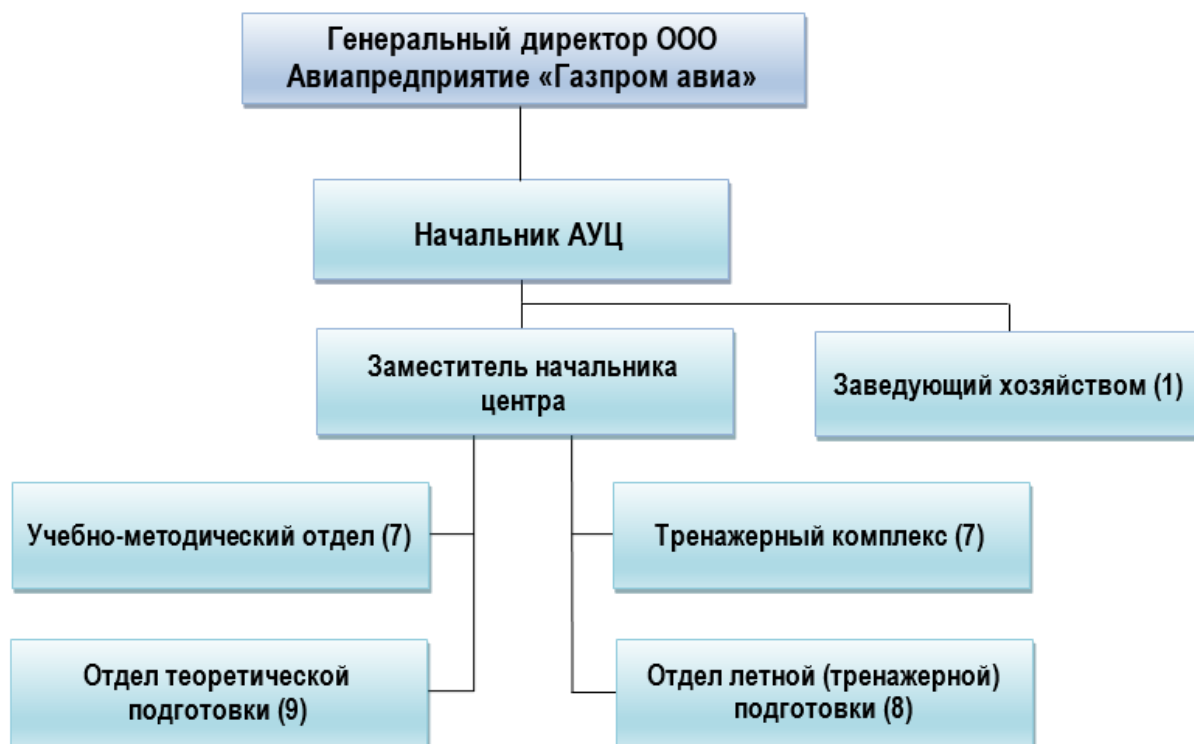 Генеральный директор ООО
Авиапредприятие «Газпром авиа»
Начальник АУЦ
Заместитель начальника
центра
Заведующий хозяйством (1)
Учебно-методический отдел (7)
Тренажерный комплекс (7)
Отдел теоретической
подготовки (9)
Отдел летной (тренажерной)
подготовки (8)